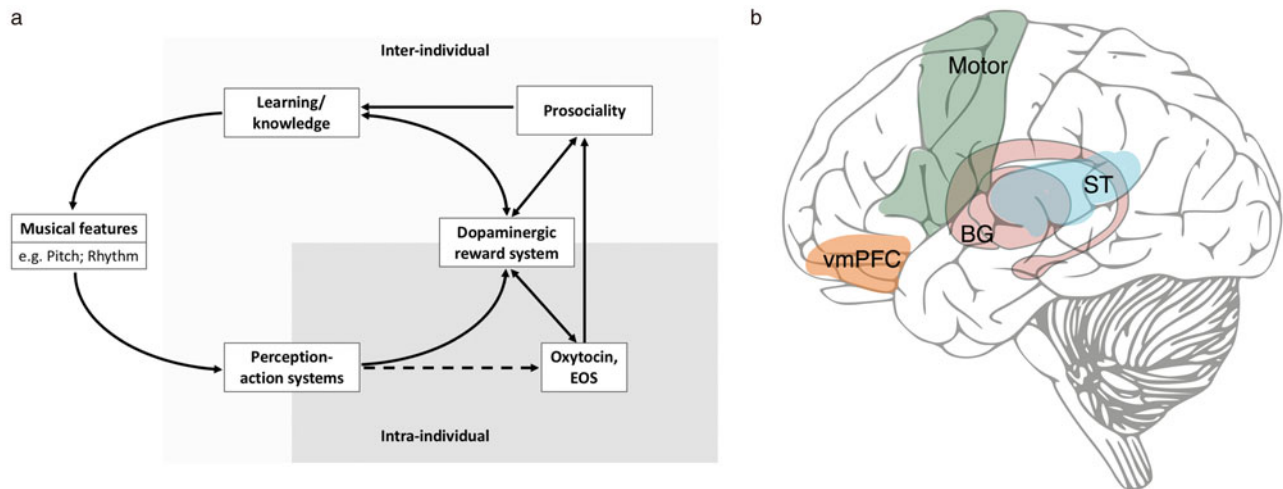 a
Inter-individual
Learning/
knowledge
Prosociality
Musical features
e.g. Pitch; Rhythm
Dopaminergic
reward system
Perception-
action systems
Oxytocin,
EOS
Intra-individual
b
Motor
ST
BG
vmPFC